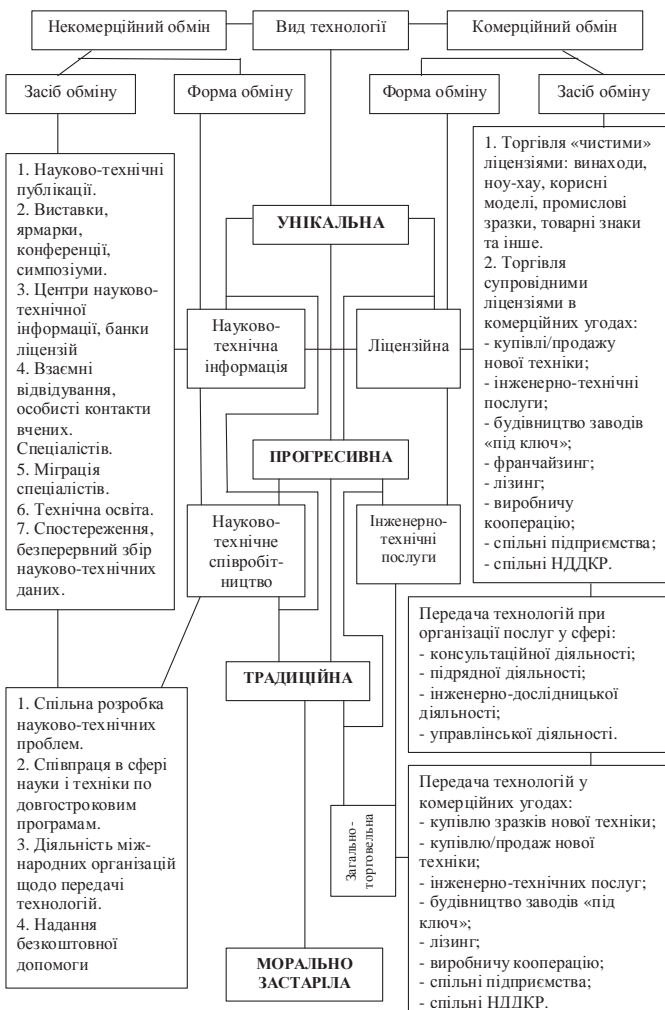 Некомерційний обмін
Вид технології
Комерційний обмін
Засіб обміну
Форма обміну
Форма обміну
Засіб обміну
1. Науково-технічні
публікації.
2. Виставки,
ярмарки,
конференції,
симпозіуми.
3. Центри науково-
технічної
інформації, банки
ліцензій
4. Взаємні
відвідування,
особисті контакти
вчених.
Спеціалістів.
5. Міграція
спеціалістів.
6. Технічна освіта.
7. Спостереження,
безперервний збір
науково-технічних
даних.
УНІКАЛЬНА
Науково-
технічна
інформація
Ліцензійна
1. Торгівля «чистими»
ліцензіями: винаходи,
ноу-хау, корисні
моделі, промислові
зразки, товарні знаки
та інше.
2. Торгівля
супровідними
ліцензіями в
комерційних угодах:
- купівлі/продажу
нової техніки;
- інженерно-технічні
послуги;
- будівництво заводів
«під ключ»;
- франчайзинг;
- лізинг;
- виробничу
кооперацію;
- спільні підприємства;
- спільні НДДКР.
ПРОГРЕСИВНА
Науково-
технічне
співробіт-
ництво
Інженерно-
технічні
послуги
Передача технологій при
організації послуг у сфері:
- консультаційної діяльності;
- підрядної діяльності;
- інженерно-дослідницької
діяльності;
- управлінської діяльності.
ТРАДИЦІЙНА
1. Спільна розробка
науково-технічних
проблем.
2. Співпраця в сфері
науки і техніки по
довгостроковим
програмам.
3. Діяльність між-
народних організацій
щодо передачі
технологій.
4. Надання
безкоштовної
допомоги
Загально-
торговельна
Передача технологій у
комерційних угодах:
- купівлю зразків нової техніки;
- купівлю/продаж нової
техніки;
- інженерно-технічних послуг;
- будівництво заводів «під
ключ»;
- лізинг;
- виробничу кооперацію;
- спільні підприємства;
- спільні НДДКР.
МОРАЛЬНО
ЗАСТАРІЛА